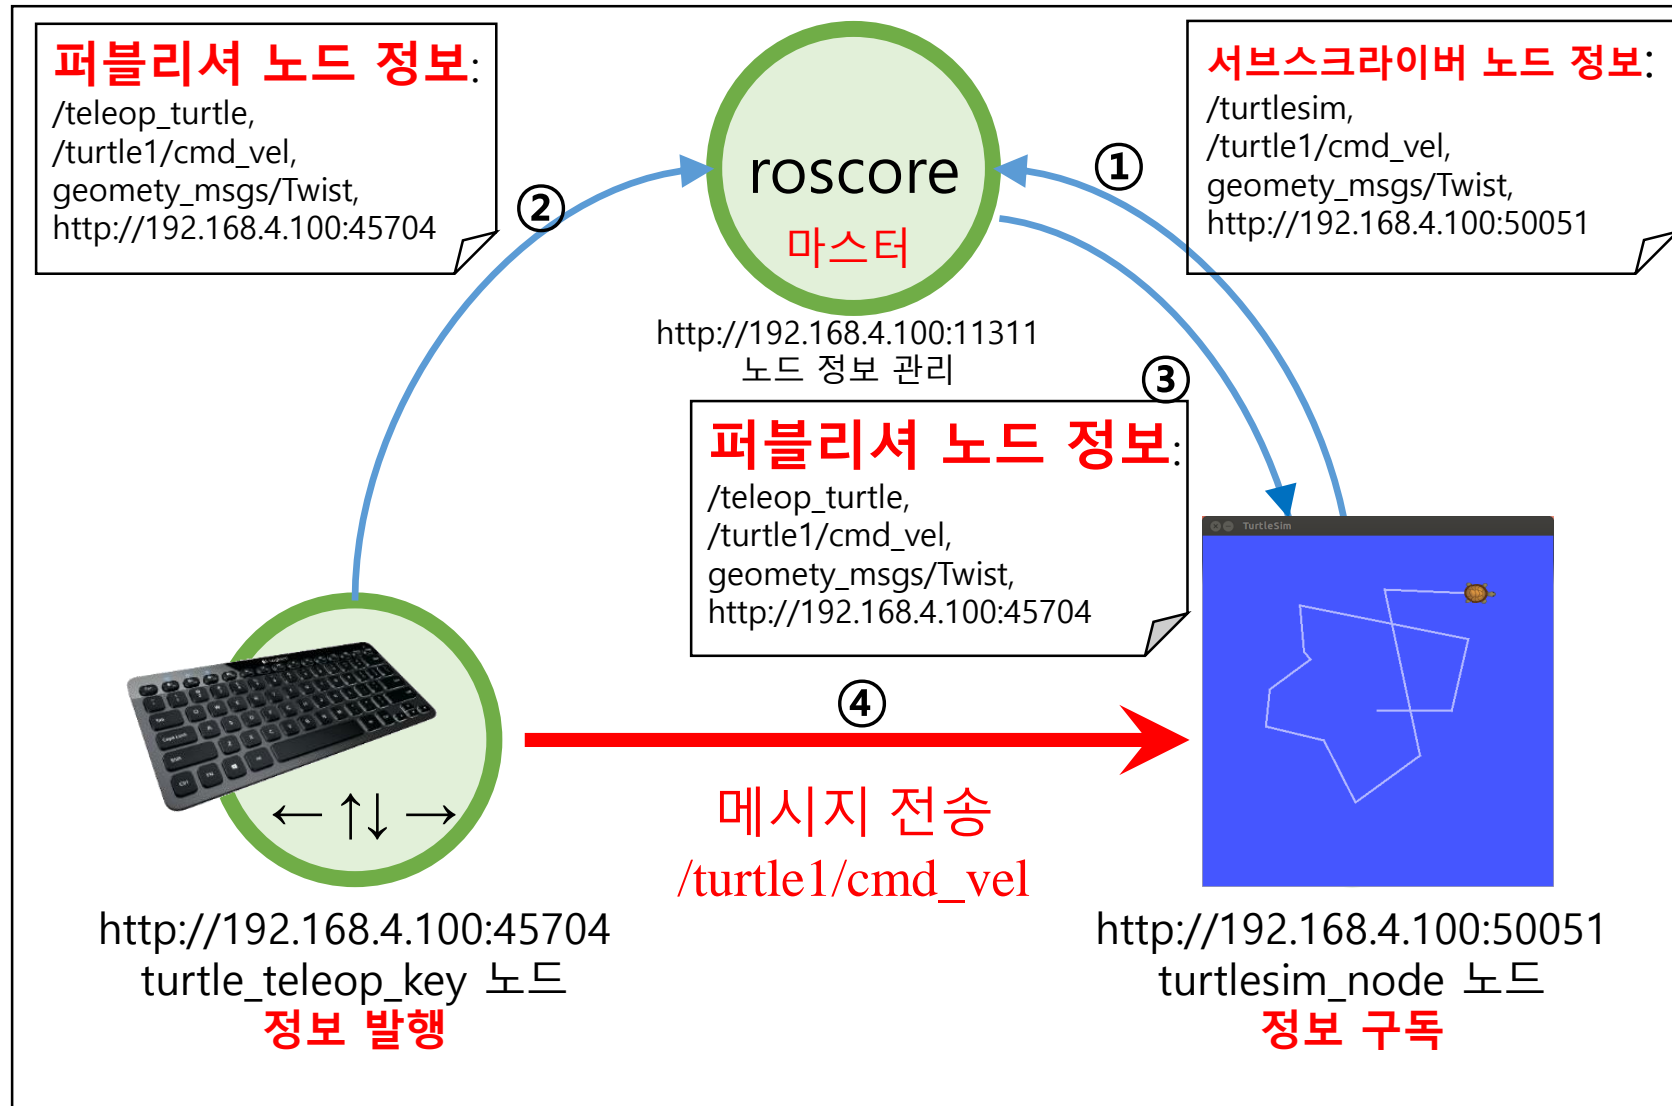 퍼블리셔 노드 정보:
/teleop_turtle,
/turtle1/cmd_vel,
geomety_msgs/Twist,
http://192.168.4.100:45704
②
roscore
마스터
http://192.168.4.100:11311
노드 정보 관리
①
서브스크라이버 노드 정보:
/turtlesim,
/turtle1/cmd_vel,
geomety_msgs/Twist,
http://192.168.4.100:50051
③
퍼블리셔 노드 정보:
/teleop_turtle,
/turtle1/cmd_vel,
geomety_msgs/Twist,
http://192.168.4.100:45704
TurtleSim
④
메시지 전송
/turtle1/cmd_vel
← ↑↓ →
http://192.168.4.100:45704
turtle_teleop_key 노드
정보 발행
http://192.168.4.100:50051
turtlesim_node 노드
정보 구독